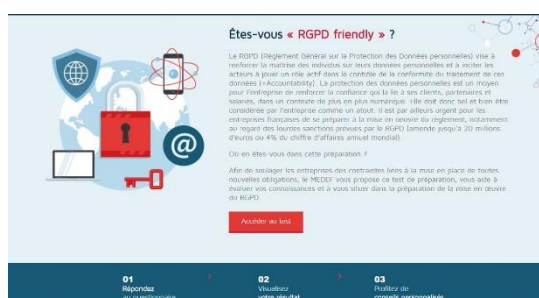 Êtes-vous « RGPD friendly » ?
Le RGPD (Règlement Général sur la Protection des Données personnelles) vise à
renforcer la maîtrise des individus sur leurs données personnelles et à inciter les
acteurs à jouer un rôle actif dans le contrôle de la conformité du traitement de ces
données (=Accountability). La protection des données personnelles est un moyen
pour l'entreprise de renforcer la confiance qui la lie à ses clients, partenaires et
salariés, dans un contexte de plus en plus numérique. Elle doit donc bel et bien être
considérée par l'entreprise comme un atout. Il est par ailleurs urgent pour les
entreprises françaises de se préparer à la mise en oeuvre du règlement, notamment
au regard des lourdes sanctions prévues par le RGPD (amende jusqu'à 20 millions
d'euros ou 4% du chiffre d'affaires annuel mondial).
Où en êtes-vous dans cette préparation ?
Afin de soulager les entreprises des contraintes liées à la mise en place de toutes
nouvelles obligations, le MEDEF vous propose ce test de préparation, vous aide à
évaluer vos connaissances et à vous situer dans la préparation de la mise en œuvre
du RGPD.
@
Accéder au test
01
Répondez
au questionnaire
02
Visualisez
votre résultat
03
Profitez de
conseils personnalisés